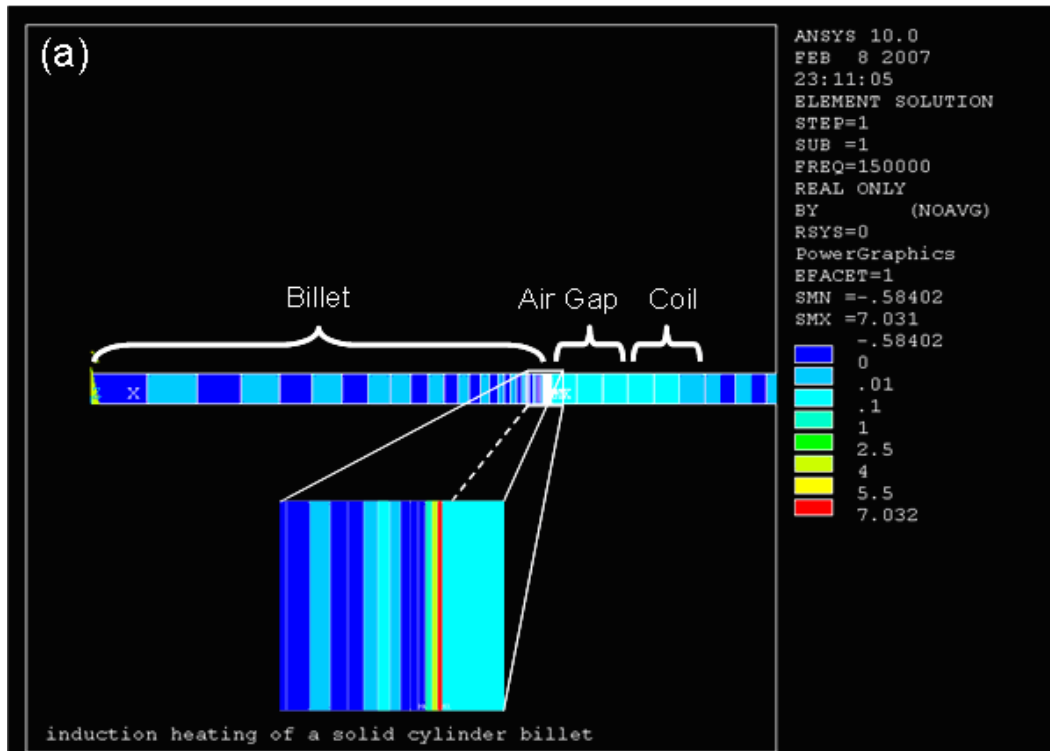 (a)
ANSYS 10.0
FEB 8 2007
23:11:05
ELEMENT SOLUTION
STEP=1
SUB =1
FREQ=150000
REAL ONLY
BY (NOAVG)
RSYS=0
PowerGraphics
EFACET=1
SMN =-.58402
SMX =7.031
-.58402
0
.01
.1
1
2.5
4
5.5
7.032
Billet
Air Gap
Coil
X
induction heating of a solid cylinder billet